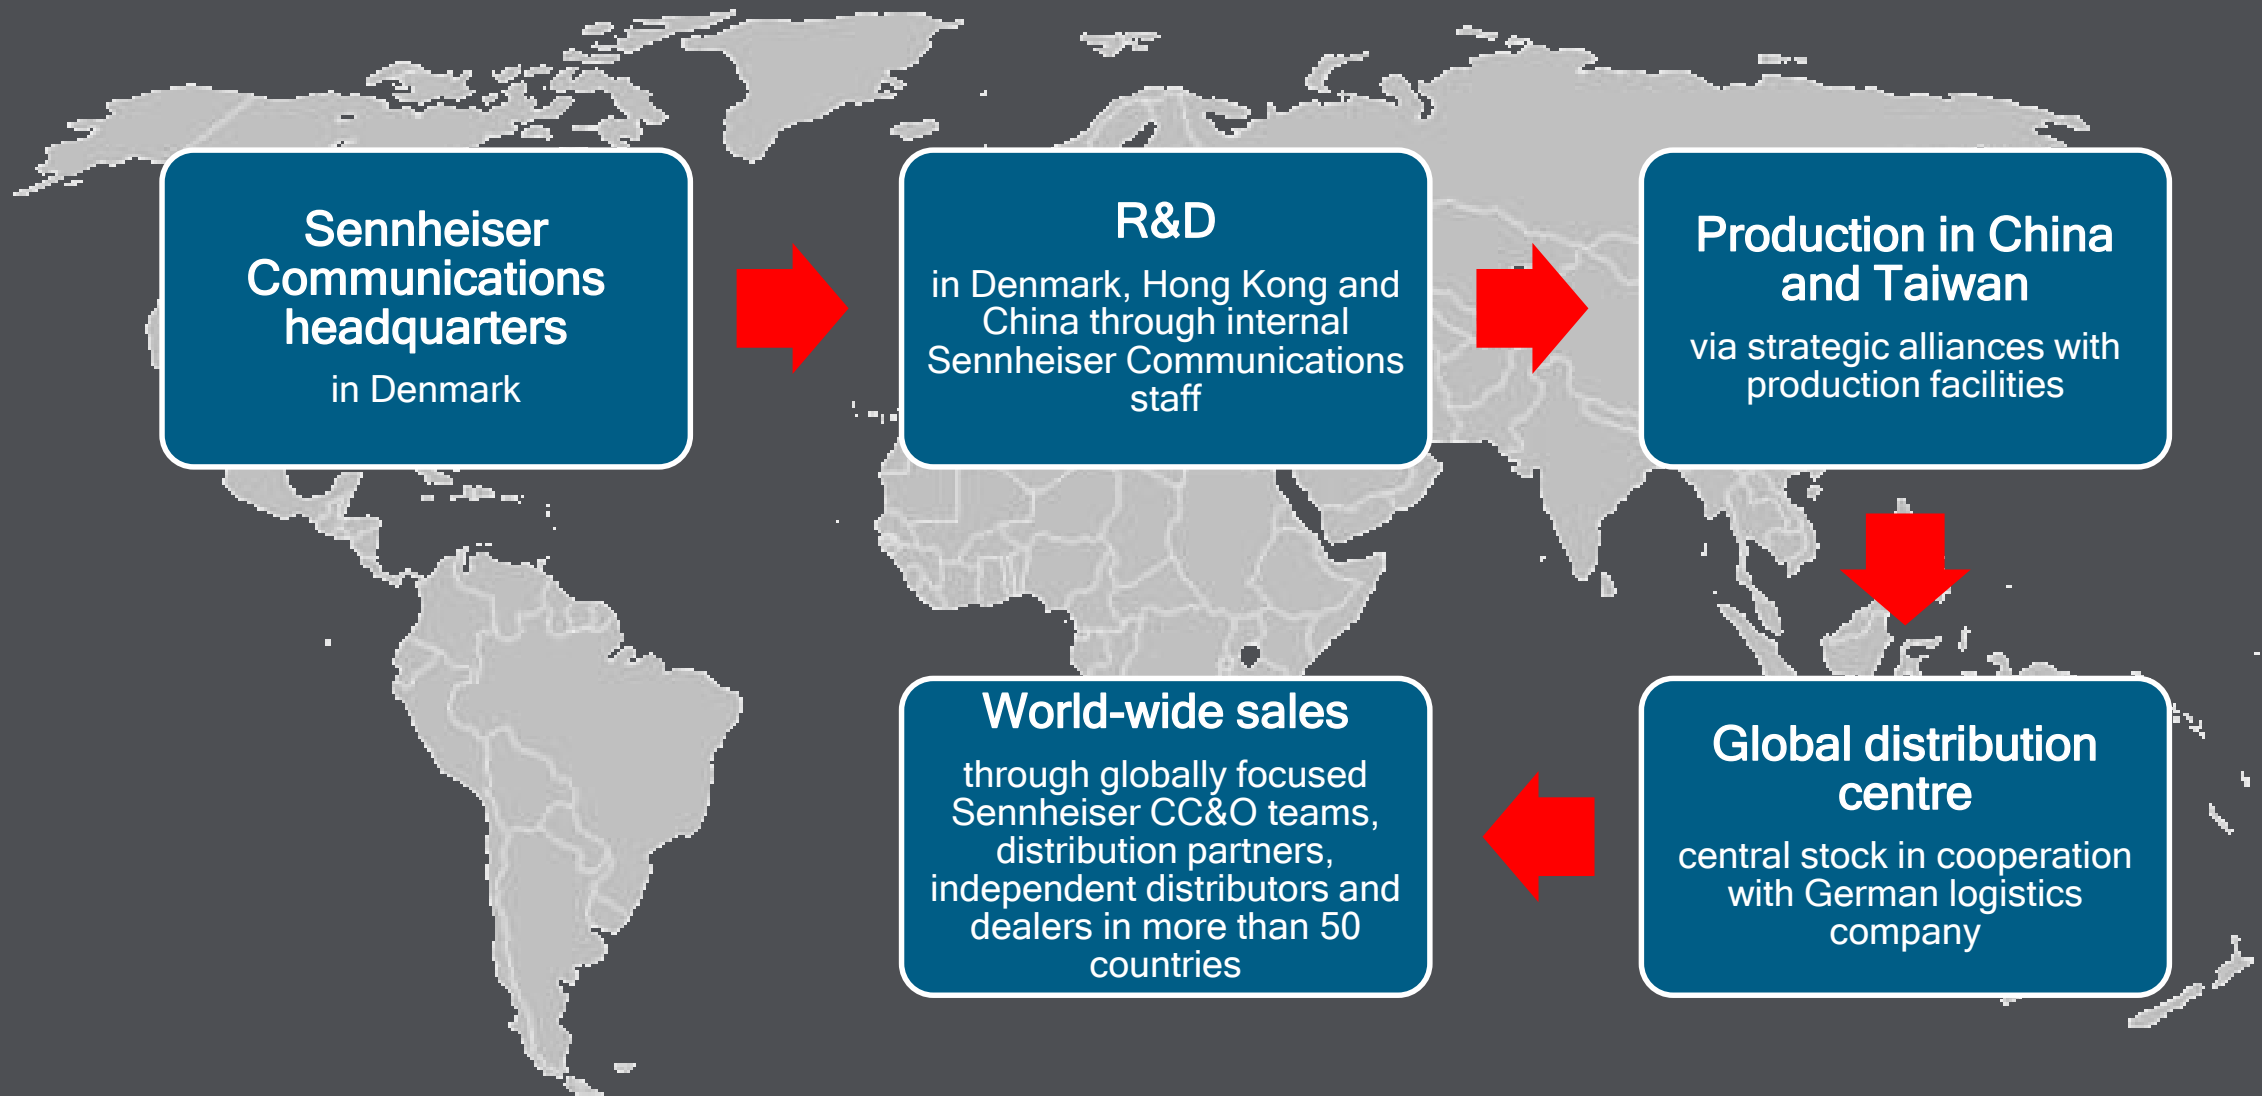 Sennheiser
Communications
headquarters
in Denmark
R&D
in Denmark, Hong Kong and
China through internal
Sennheiser Communications
staff
Production in China
and Taiwan
via strategic alliances with
production facilities
Global distribution
centre
central stock in cooperation
with German logistics
company
World-wide sales
through globally focused
Sennheiser CC&O teams,
distribution partners,
independent distributors and
dealers in more than 50
countries